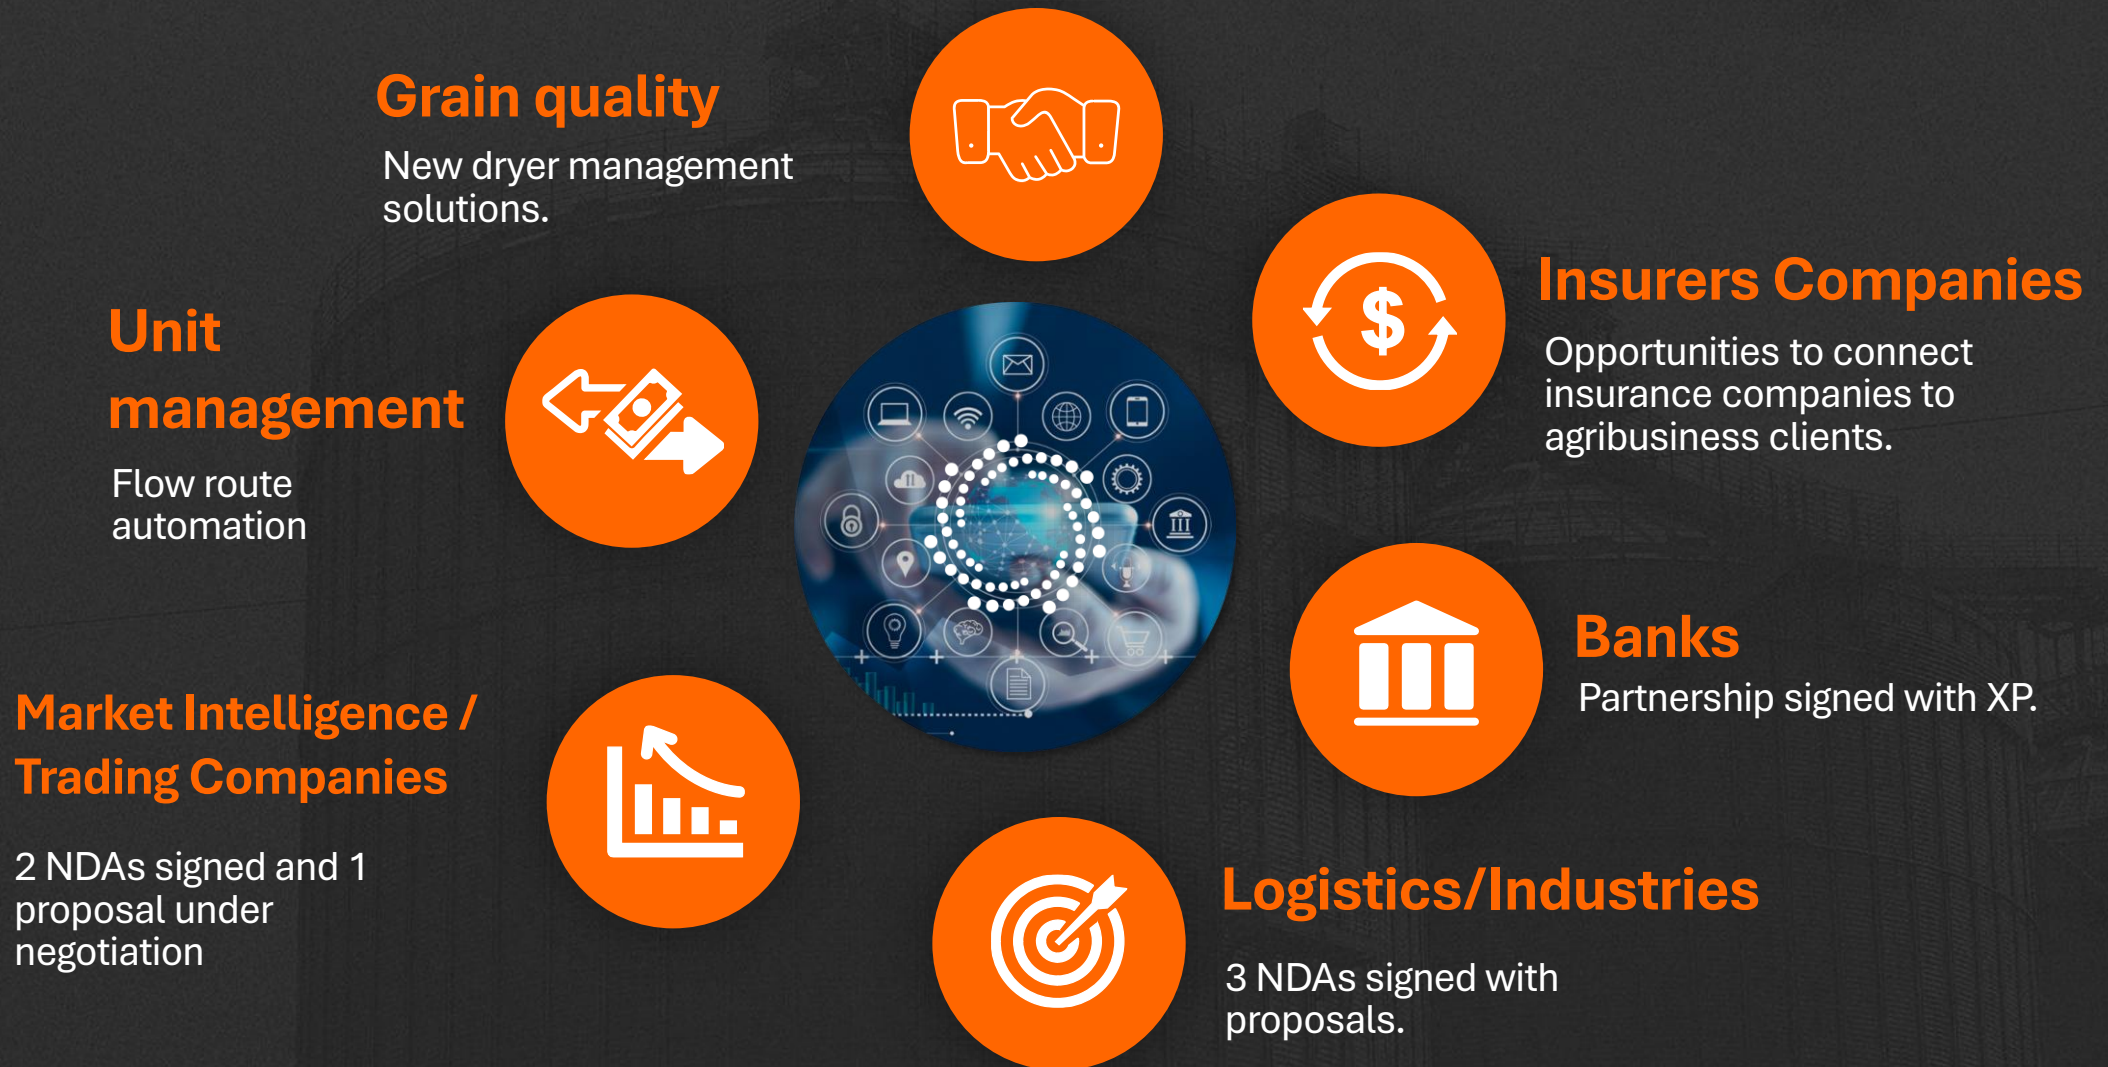 Grain quality
New dryer management
solutions.
Insurers Companies
Opportunities to connect
insurance companies to
agribusiness clients.
Unit
management
Flow route
automation
Banks
Partnership signed with XP.
Market Intelligence /
Trading Companies
2 NDAs signed and 1
proposal under
negotiation
Logistics/Industries
3 NDAs signed with
proposals.
$